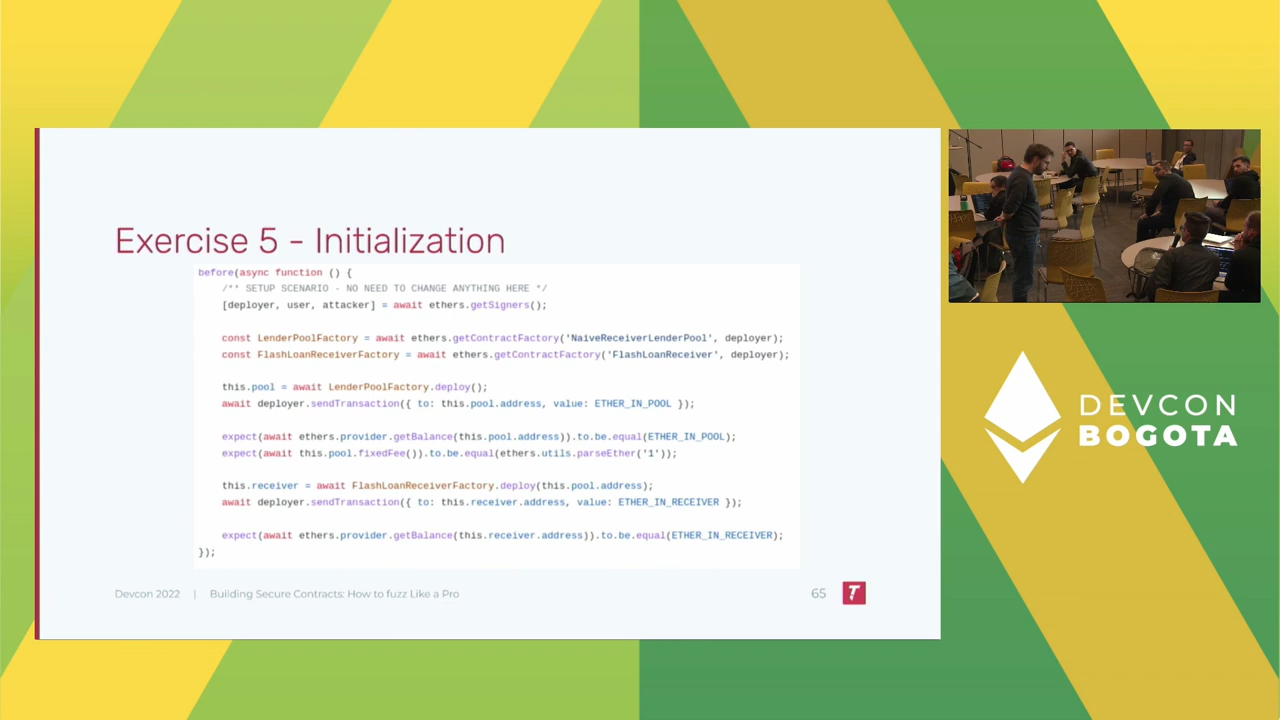 Exercise 5 - Initialization
before(async function () {
/** SETUP SCENARIO - NO NEED TO CHANGE ANYTHING HERE */
[deployer, user, attacker] = await ethers.getSigners();
const LenderPoolFactory = await ethers.getContractFactory('NaiveReceiverLenderPool', deployer);
const FlashLoanReceiverFactory = await ethers.getContractFactory('FlashLoanReceiver', deployer);
this.pool = await LenderPoolFactory.deploy();
await deployer.sendTransaction({ to: this.pool.address, value: ETHER_IN_POOL });
expect(await ethers.provider.getBalance(this.pool.address)).to.be.equal(ETHER_IN_POOL);
expect(await this.pool.fixedFee()).to.be.equal(ethers.utils.parseEther('1'));
this.receiver = await FlashLoanReceiverFactory.deploy(this.pool.address);
await deployer.sendTransaction({ to: this.receiver.address, value: ETHER_IN_RECEIVER });
expect(await ethers.provider.getBalance(this.receiver.address)).to.be.equal(ETHER_IN_RECEIVER);
});
Devcon 2022 | Building Secure Contracts: How to fuzz Like a Pro
65
DEVCON
BOGOTA